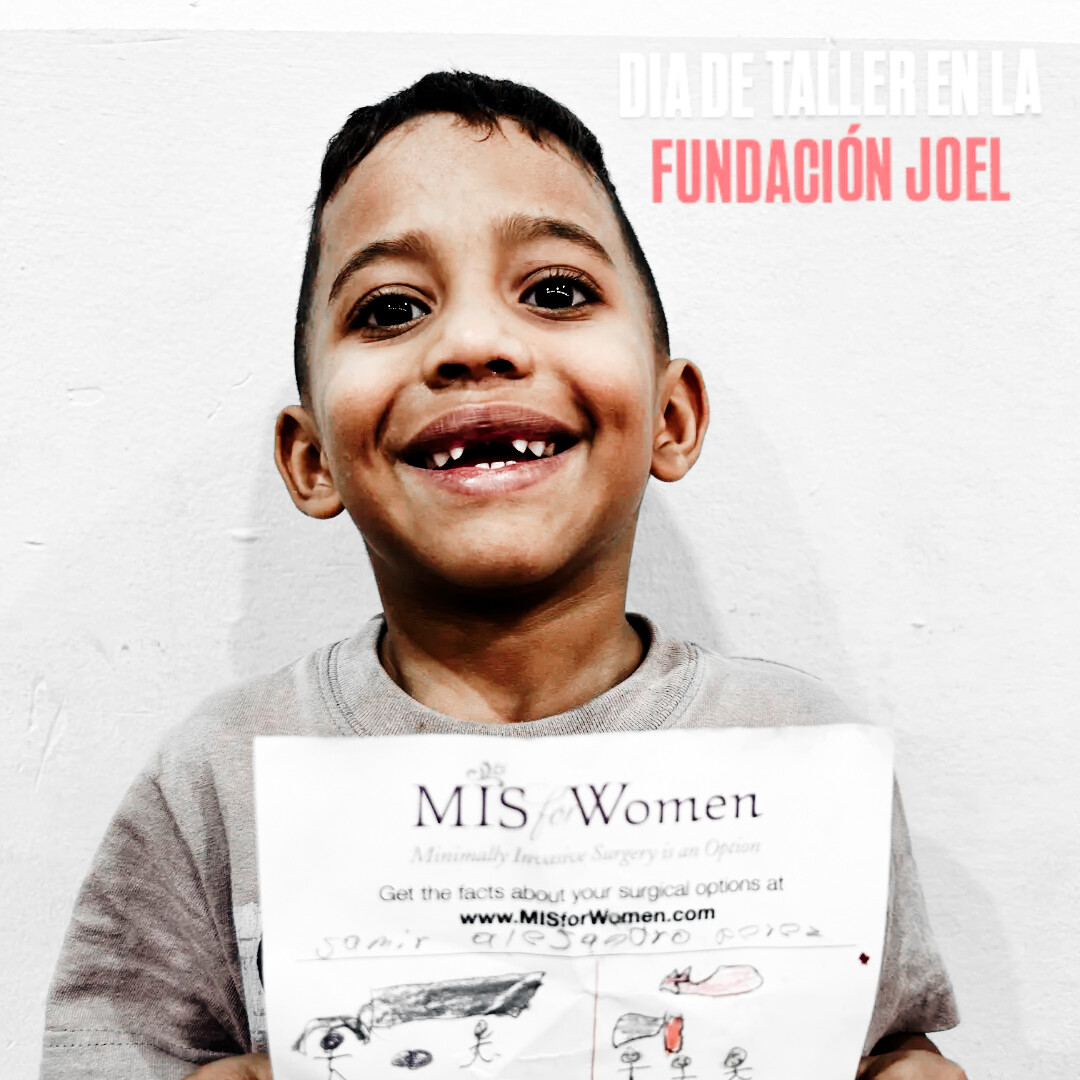 DIA DE TALLER EN LA
FUNDACIÓN JOEL
MIS for Women
Minimally Invasive Surgery is an Option
Get the facts about your surgical options at
www.MISforWomen.com
samir alejandro perez